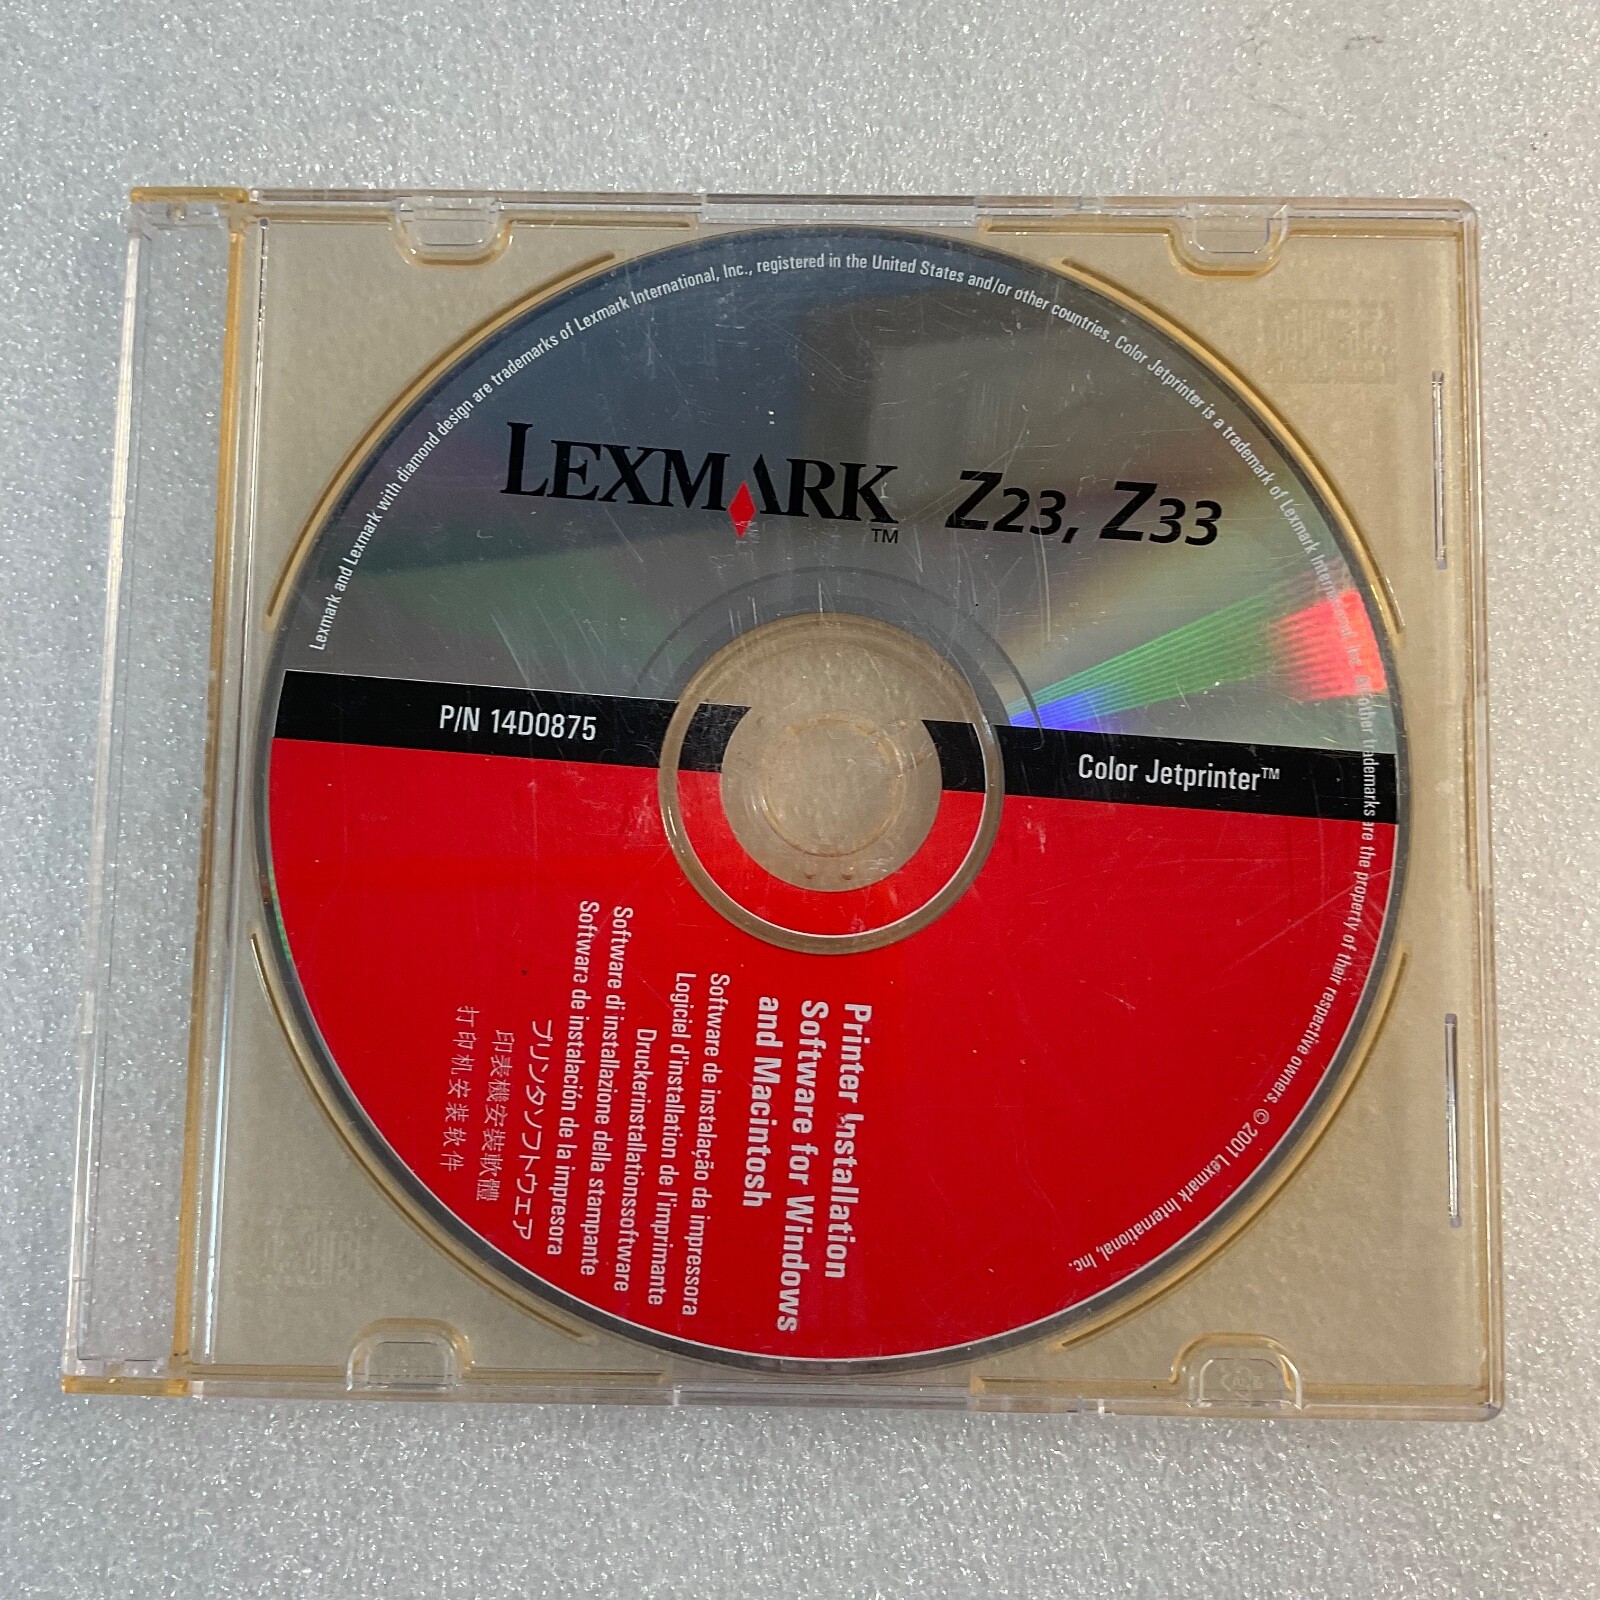 Lexmark and Lexmark with diamond design are trademarks of Lexmark International, Inc., registered in the United States and/or other countries. Color Jetprinter is a trademark of Lexmark International, Inc. All other trademarks are the property of their respective owners. © 2001 Lexmark International, Inc.
LEXMARK™ Z23, Z33
P/N 14D0875
Color Jetprinter™
Printer Installation
Software for Windows
and Macintosh
Software de instalação da impressora
Logiciel d'installation de l'imprimante
Druckerinstallationssoftware
Software di installazione della stampante
Software de instalación de la impresora
プリンタソフトウェア
印表機安裝軟體
打印机安装软件